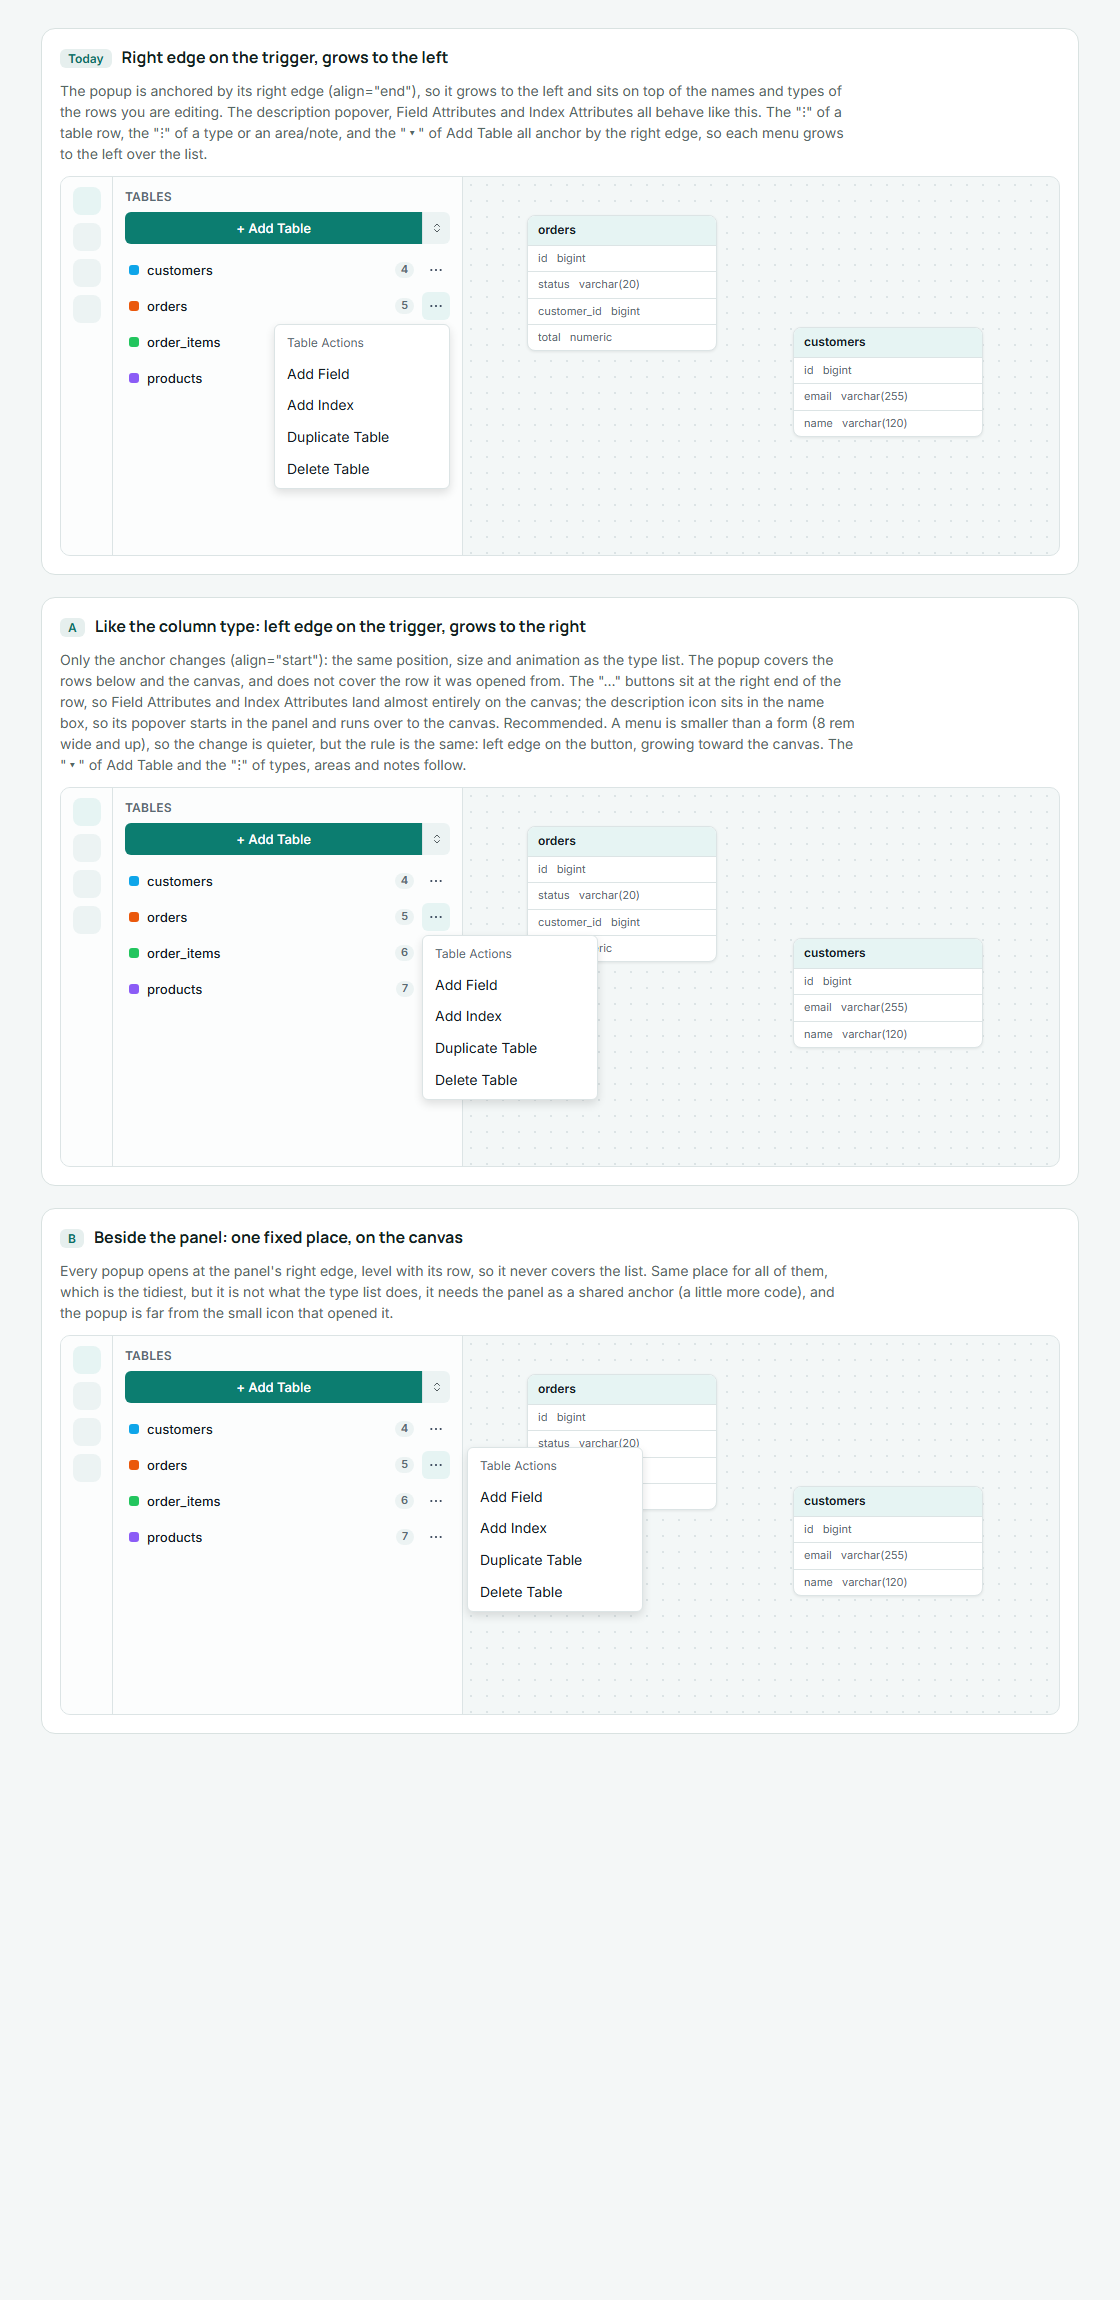 Today Right edge on the trigger, grows to the left
The popup is anchored by its right edge (align="end"), so it grows to the left and sits on top of the names and types of
the rows you are editing. The description popover, Field Attributes and Index Attributes all behave like this. The "⋮" of a
table row, the "⋮" of a type or an area/note, and the "▾" of Add Table all anchor by the right edge, so each menu grows
to the left over the list.
TABLES
+ Add Table
customers 4 ···
orders 5 ···
order_items
products
Table Actions
Add Field
Add Index
Duplicate Table
Delete Table
orders
id bigint
status varchar(20)
customer_id bigint
total numeric
customers
id bigint
email varchar(255)
name varchar(120)
A Like the column type: left edge on the trigger, grows to the right
Only the anchor changes (align="start"): the same position, size and animation as the type list. The popup covers the
rows below and the canvas, and does not cover the row it was opened from. The "..." buttons sit at the right end of the
row, so Field Attributes and Index Attributes land almost entirely on the canvas; the description icon sits in the name
box, so its popover starts in the panel and runs over to the canvas. Recommended. A menu is smaller than a form (8 rem
wide and up), so the change is quieter, but the rule is the same: left edge on the button, growing toward the canvas. The
"▾" of Add Table and the "⋮" of types, areas and notes follow.
TABLES
+ Add Table
customers 4 ···
orders 5 ···
order_items 6
products 7
Table Actions
Add Field
Add Index
Duplicate Table
Delete Table
orders
id bigint
status varchar(20)
customer_id bigint
ric
customers
id bigint
email varchar(255)
name varchar(120)
B Beside the panel: one fixed place, on the canvas
Every popup opens at the panel's right edge, level with its row, so it never covers the list. Same place for all of them,
which is the tidiest, but it is not what the type list does, it needs the panel as a shared anchor (a little more code), and
the popup is far from the small icon that opened it.
TABLES
+ Add Table
customers 4 ···
orders 5 ···
order_items 6 ···
products 7 ···
Table Actions
Add Field
Add Index
Duplicate Table
Delete Table
orders
id bigint
status varchar(20)
customers
id bigint
email varchar(255)
name varchar(120)